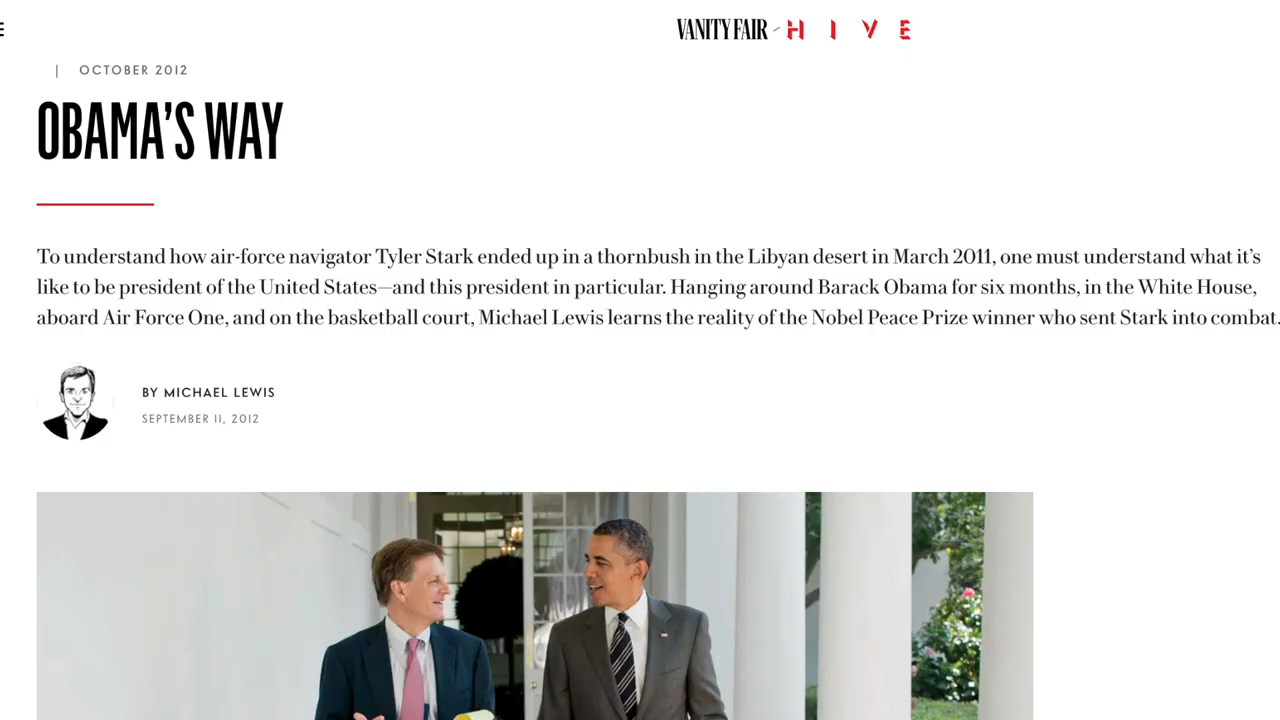 VANITY FAIR HIVE
| OCTOBER 2012
OBAMA'S WAY
To understand how air-force navigator Tyler Stark ended up in a thornbush in the Libyan desert in March 2011, one must understand what it's
like to be president of the United States—and this president in particular. Hanging around Barack Obama for six months, in the White House,
aboard Air Force One, and on the basketball court, Michael Lewis learns the reality of the Nobel Peace Prize winner who sent Stark into combat.
BY MICHAEL LEWIS
SEPTEMBER 11, 2012